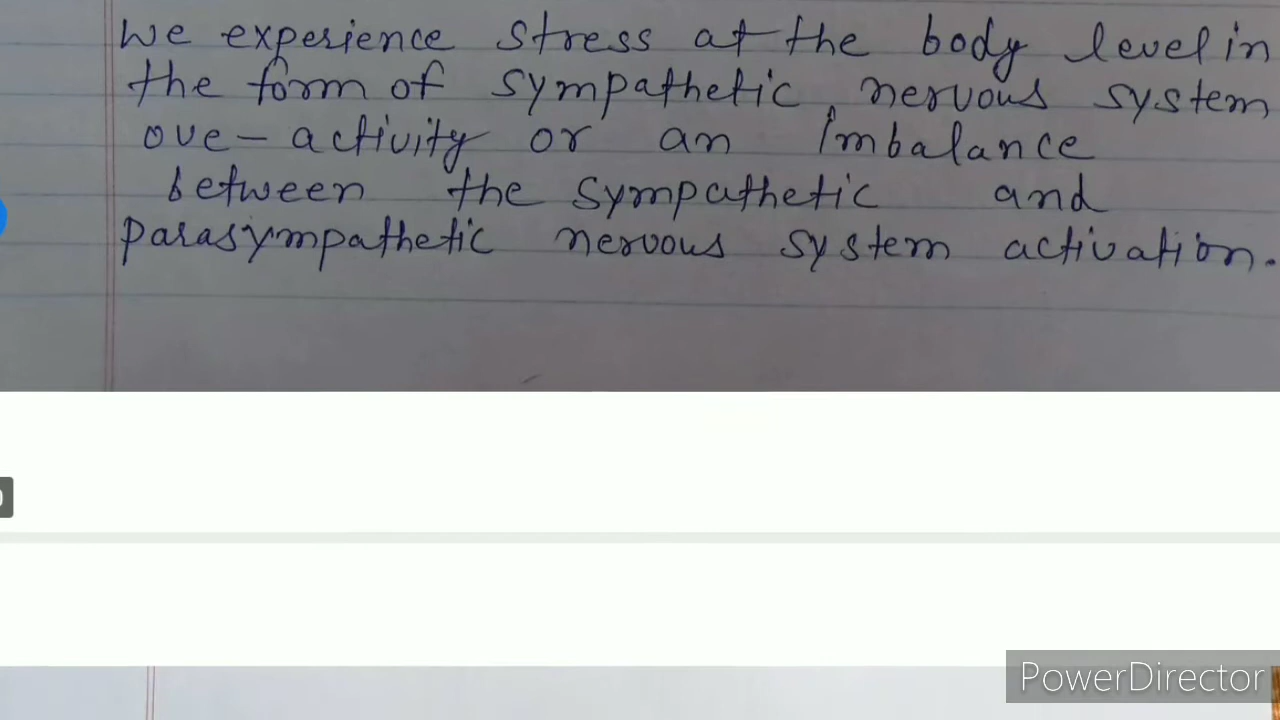 We experience stress at the body level in
the form of sympathetic nervous system
ove- activity or an imbalance
between the sympathetic and
parasympathetic nervous system activation.
PowerDirector